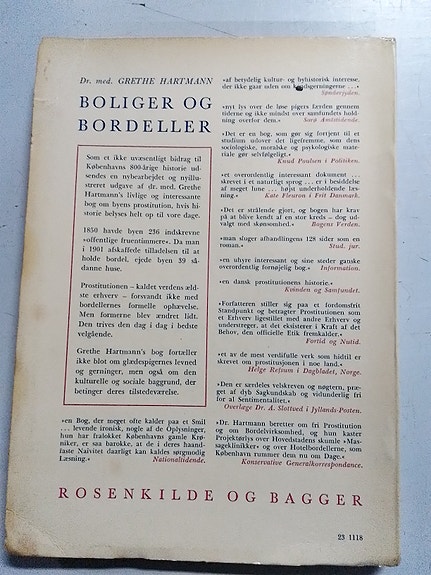 Dr. med. GRETHE HARTMANN
BOLIGER OG
BORDELLER
Som et ikke uvæsentligt bidrag til
Københavns 800-årige historie ud-
sendes en nybearbejdet og nyillu-
streret udgave af dr. med. Grethe
Hartmann's livlige og interessante
bog om byens prostitution, hvis hi-
storie belyses helt op til vore dage.
1850 havde byen 236 indskrevne
»offentlige fruentimmere«. Da man
i 1901 afskaffede tilladelsen til at
holde bordel, ejede byen 39 så-
danne huse.
Prostitutionen – kaldet verdens æld-
ste erhverv – forsvandt ikke med
bordellernes formelle ophævelse.
Men formerne blev ændret lidt.
Den trives den dag i dag i bedste
velgående.
Grethe Hartmann's bog fortæller
ikke blot om glædespigernes levned
og gerninger, men også om den
kulturelle og sociale baggrund, der
betinger deres tilstedeværelse.
»en Bog, der meget ofte kalder paa et Smil
... levende ironisk, nogle af de Oplysninger,
hun har fralokket Københavns gamle Krø-
niker, er saa barokke, at de i deres haand-
faste Naivitet daarligt kan kaldes sørgmodig
Læsning.« Nationaltidende.
»af betydelig kultur- og byhistorisk interesse,
der ikke gaar uden om kendsgerningerne ...«
Sønderjyden.
»nyt lys over de løse pigers færden gennem
tiderne og ikke mindst over samfundets hold-
ning overfor dem.« Sorø Amtstidende.
»Det er en bog, som gør sig fortjent til et
studium udover det ligefremme, som dens
sociologiske, moralske og psykologiske mate-
riale gør selvfølgeligt.«
Knud Poulsen i Politiken.
»et overordentlig interessant dokument ...
skrevet i et naturligt sprog ... er i besiddelse
af meget lune ... højst underholdende læs-
ning.« Kate Fleuron i Frit Danmark.
»Det er strålende gjort, og bogen har krav
på at blive kendt af en stor kreds – dog ud-
valgt med skønsomhed.« Bogens Verden.
»man sluger afhandlingens 128 sider som en
roman.« Stud. jur.
»en uhyre interessant og sine steder ganske
overordentlig fornøjelig bog.« Information.
»en dansk prostitutionens historie.«
Kvinden og Samfundet.
»Forfatteren stiller sig paa et fordomsfrit
Standpunkt og betragter Prostitutionen som
et Erhverv ligestillet med andre Erhverv og
understreger, at det eksisterer i Kraft af det
Behov, den officielle Etik fremkalder.«
Fortid og Nutid.
»et av de mest verdifulle verk som hidtil er
skrevet om prostitusjonen i noe land.«
Helge Refsum i Dagbladet, Norge.
»Den er særdeles velskreven og nøgtern, præ-
get af dyb Sagkundskab og vidunderlig fri
for al Sentimentalitet.«
Overlæge Dr. A. Slottved i Jyllands-Posten.
»Dr. Hartmann beretter om fri Prostitution
og om Bordelvirksomhed, og hun kaster
Projektørlys over Hovedstadens skumle »Mas-
sageklinikker« og over Hotelbordellerne, som
København rummer dem nu om Dage.«
Konservative Generalkorrespondance.
ROSENKILDE OG BAGGER
23 1118